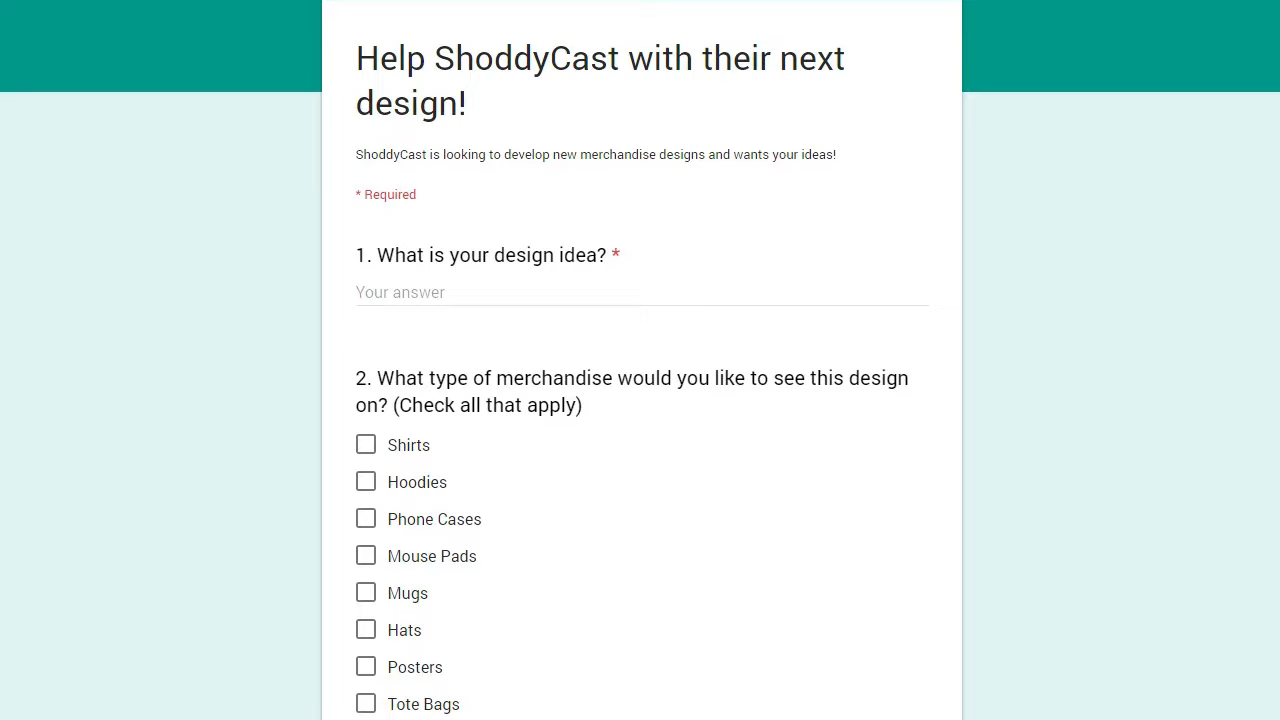 Help ShoddyCast with their next
design!
ShoddyCast is looking to develop new merchandise designs and wants your ideas!
* Required
1. What is your design idea? *
Your answer
2. What type of merchandise would you like to see this design
on? (Check all that apply)
Shirts
Hoodies
Phone Cases
Mouse Pads
Mugs
Hats
Posters
Tote Bags